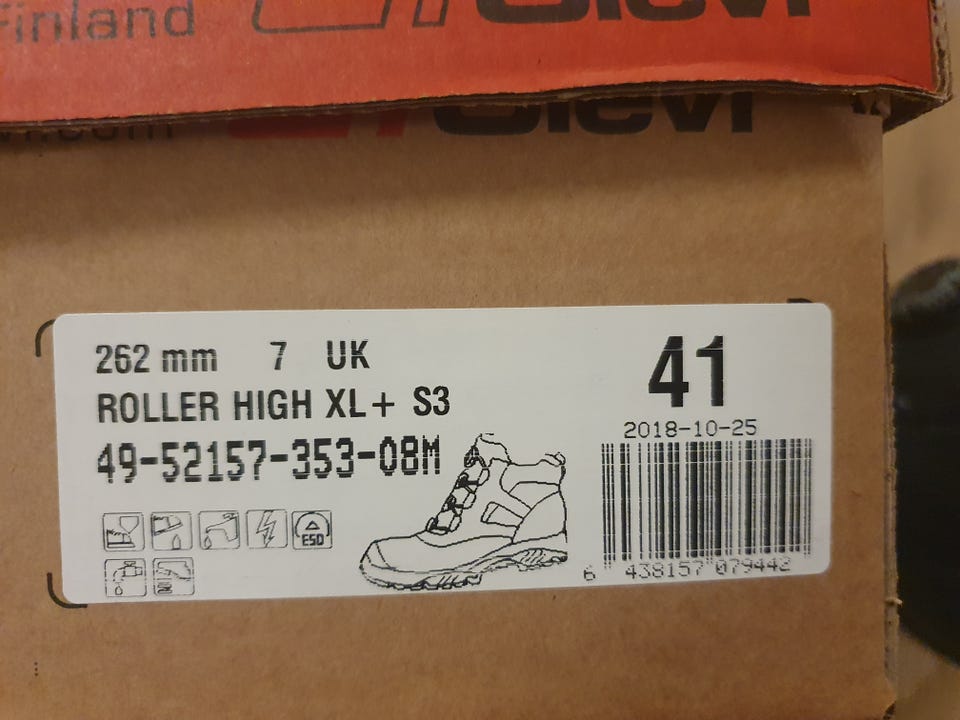 Finland
262 mm 7 UK
ROLLER HIGH XL+ S3
49-52157-353-08M
41
2018-10-25
ESD
6 438157 079442